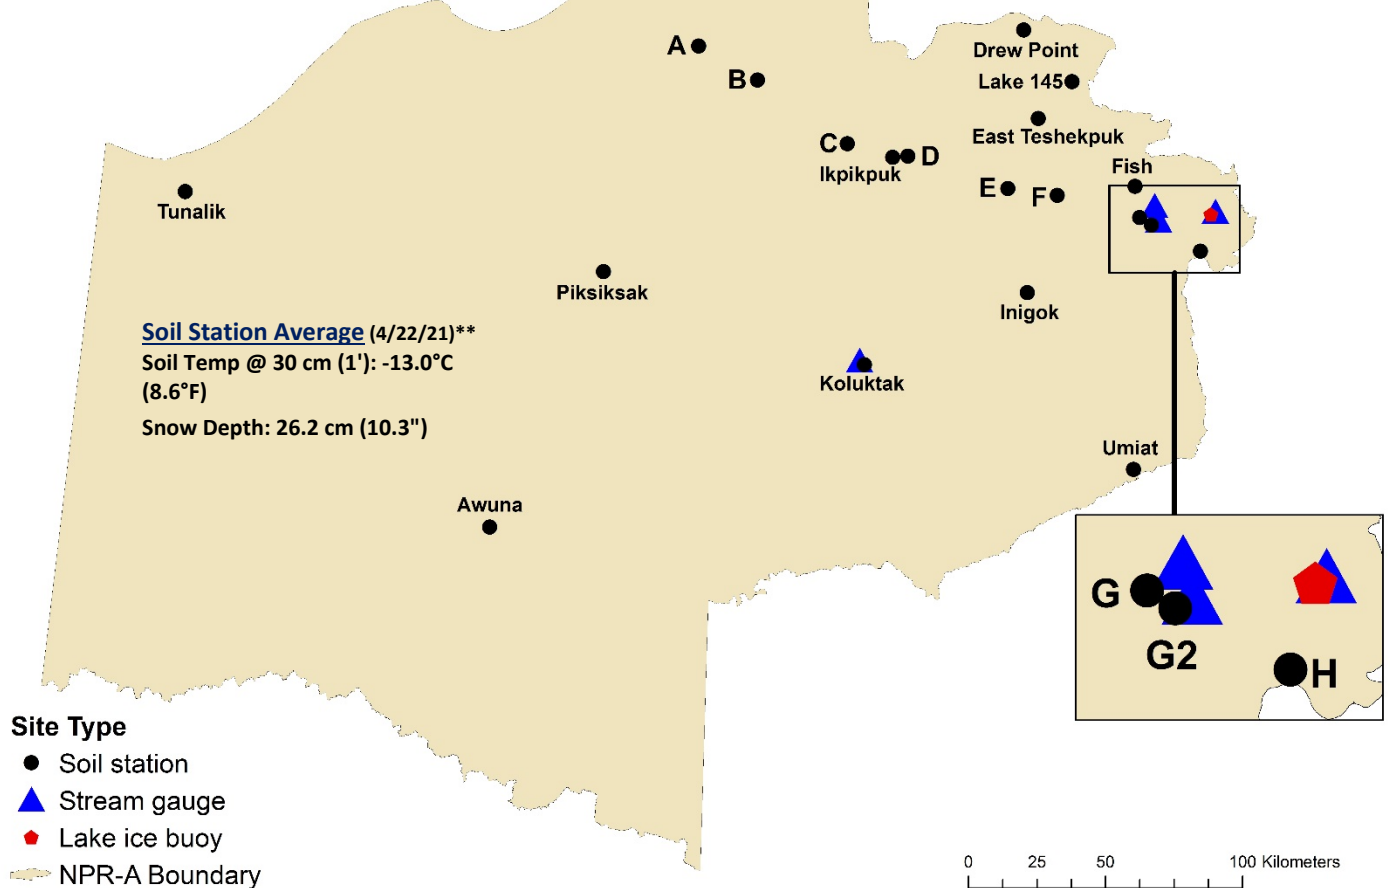 A
Drew Point
B
Lake 145
East Teshekpuk
C
D
Ikpikpuk
Fish
E
F
Tunalik
Piksiksak
Inigok
Soil Station Average (4/22/21)**
Soil Temp @ 30 cm (1'): -13.0°C
(8.6°F)
Snow Depth: 26.2 cm (10.3")
Koluktak
Umiat
Awuna
G
G2
H
Site Type
Soil station
Stream gauge
Lake ice buoy
NPR-A Boundary
0 25 50 100 Kilometers